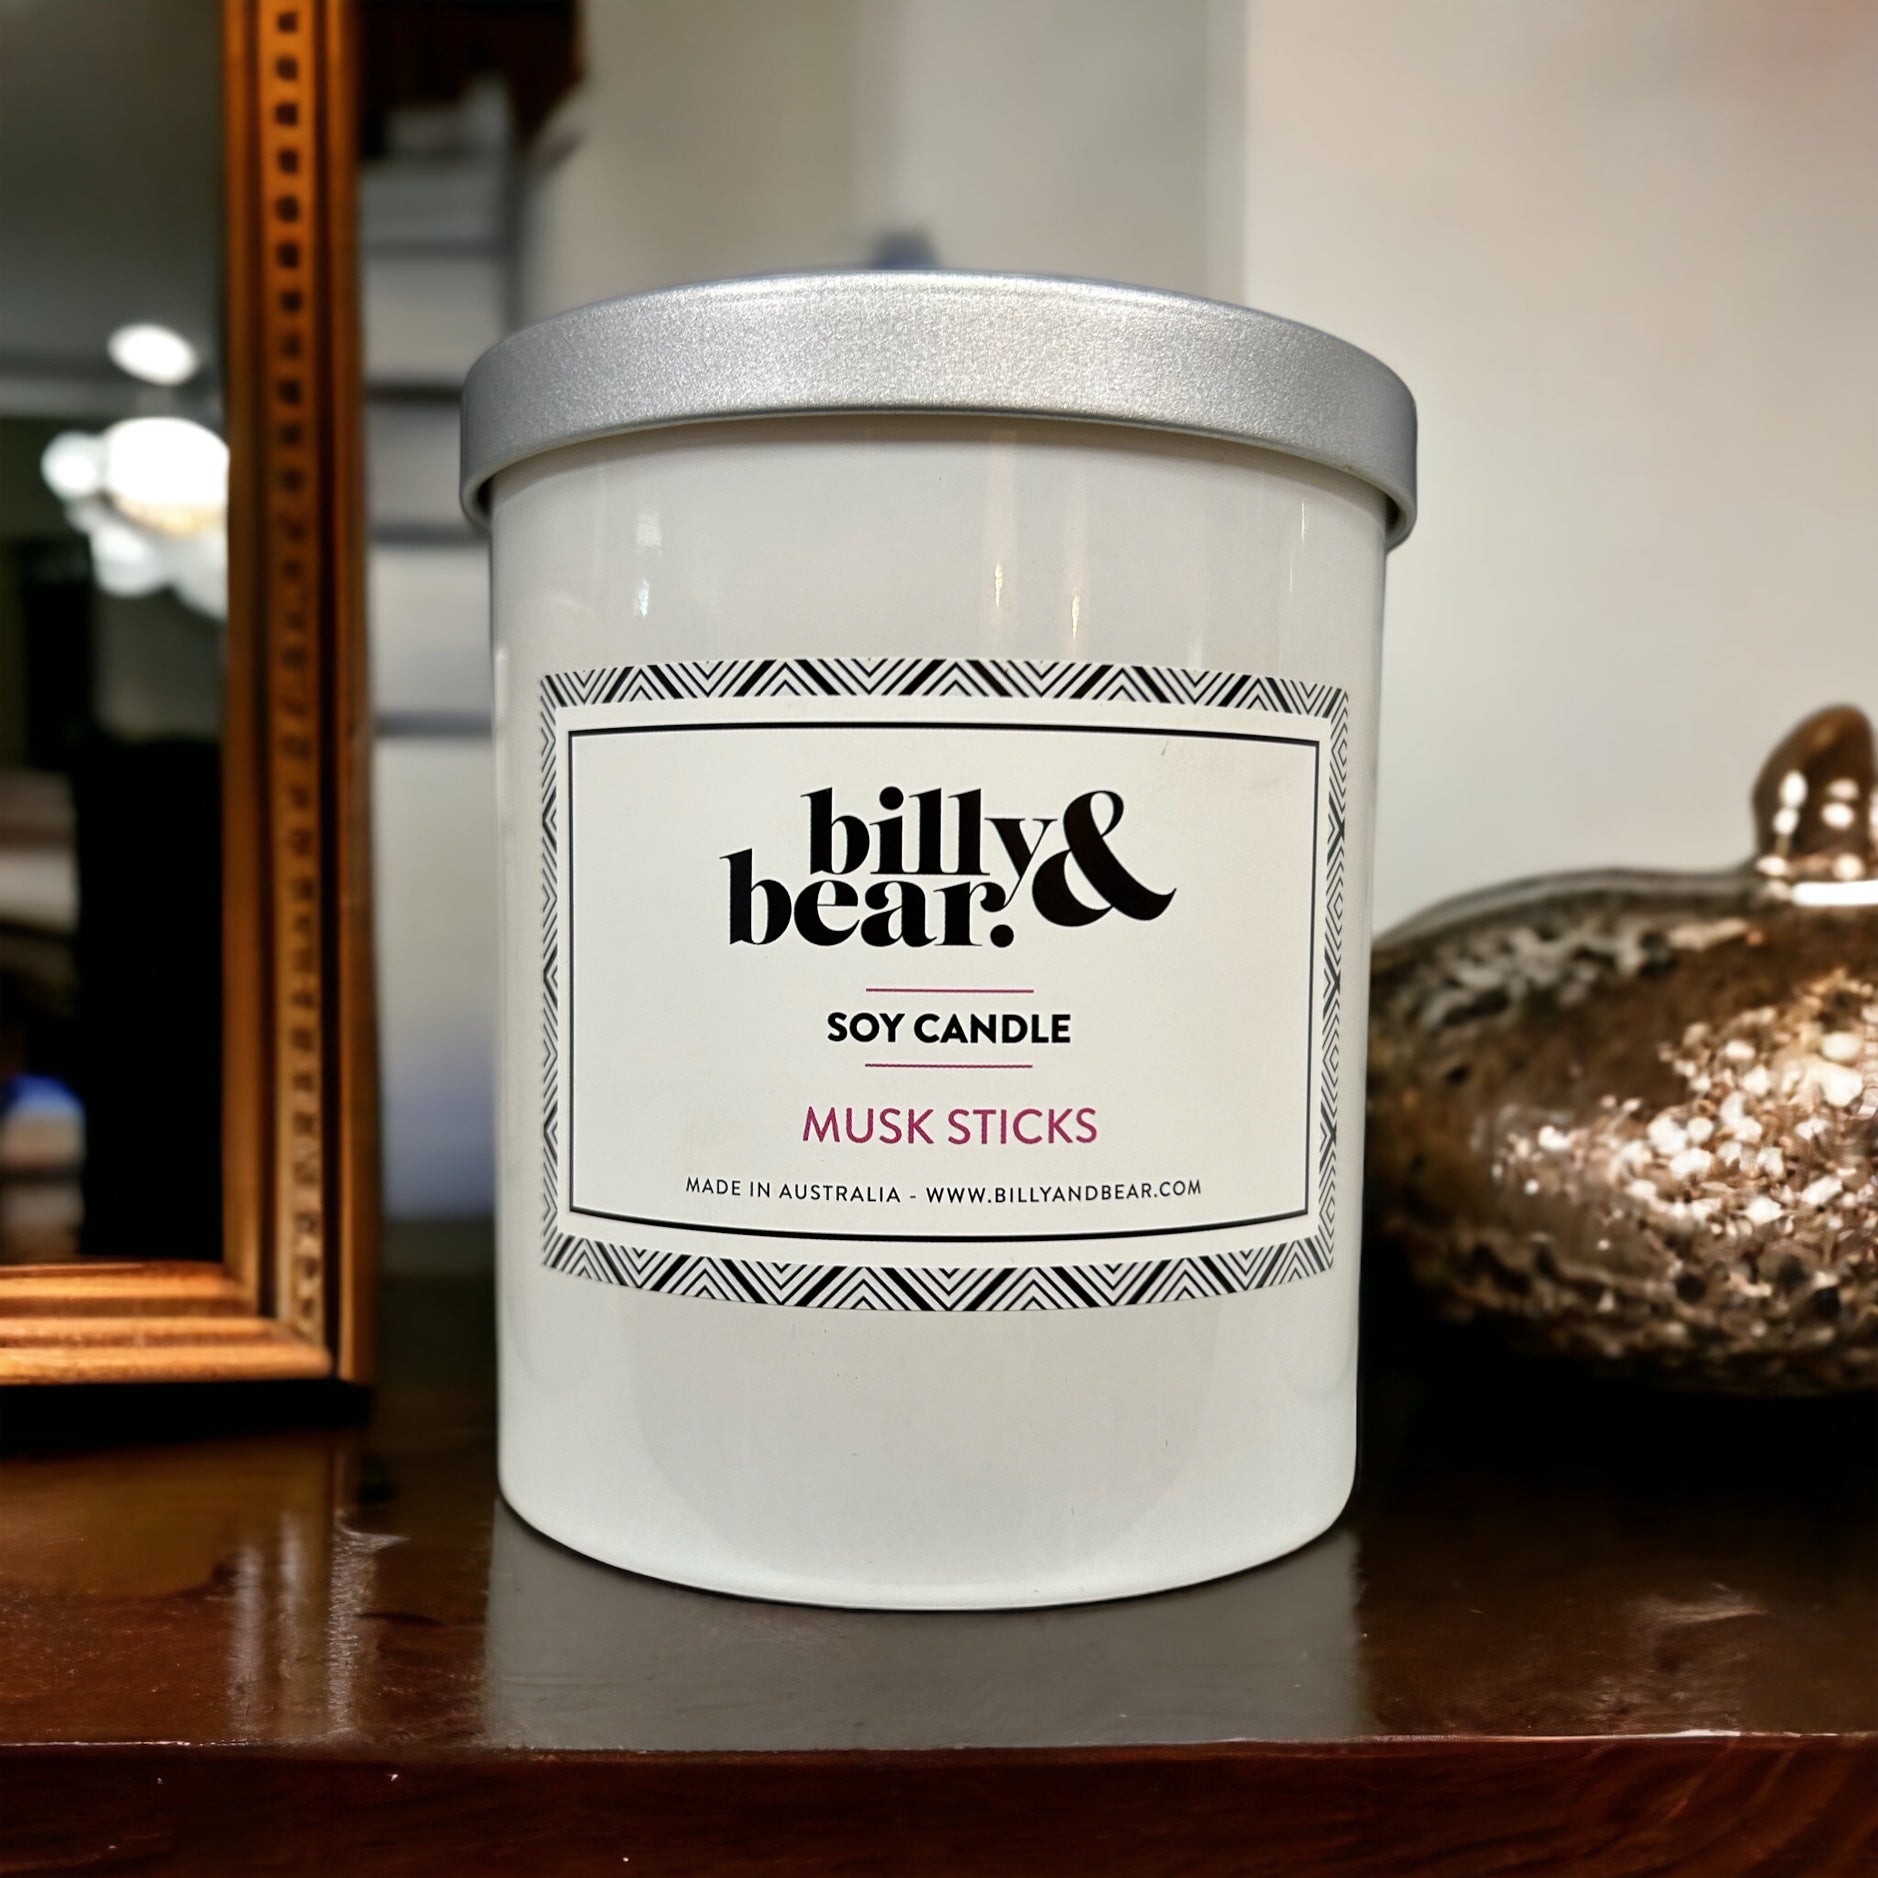 billy &
bear.
SOY CANDLE
MUSK STICKS
MADE IN AUSTRALIA - WWW.BILLYANDBEAR.COM